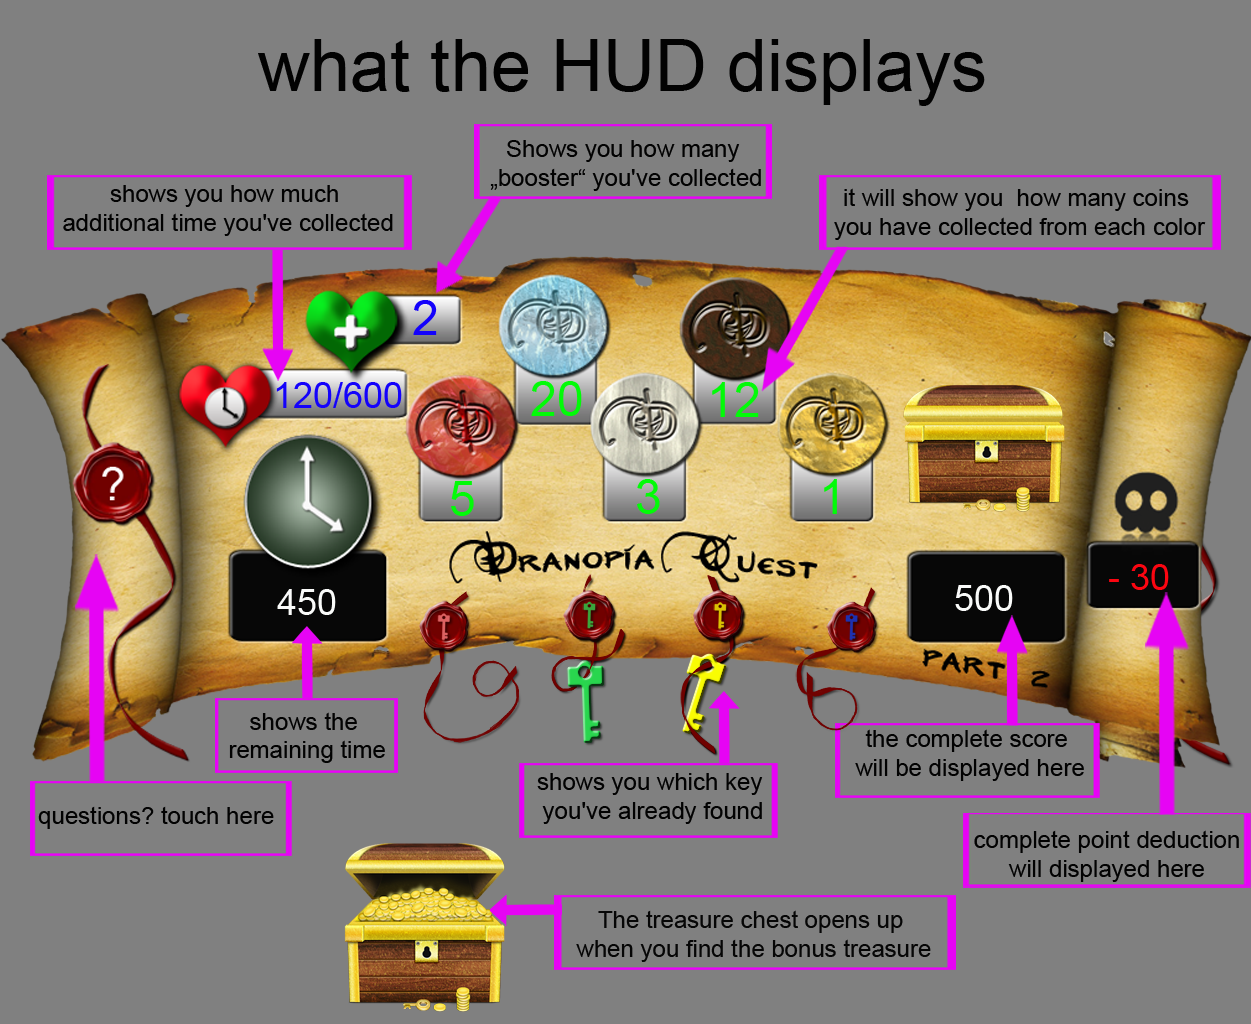 what the HUD displays
Shows you how many
„booster“ you've collected
shows you how much
additional time you've collected
it will show you how many coins
you have collected from each color
2
120/600
20
12
5
3
1
?
450
DRANOPIA QUEST
500
- 30
PART 2
shows the
remaining time
questions? touch here
shows you which key
you've already found
the complete score
will be displayed here
complete point deduction
will displayed here
The treasure chest opens up
when you find the bonus treasure